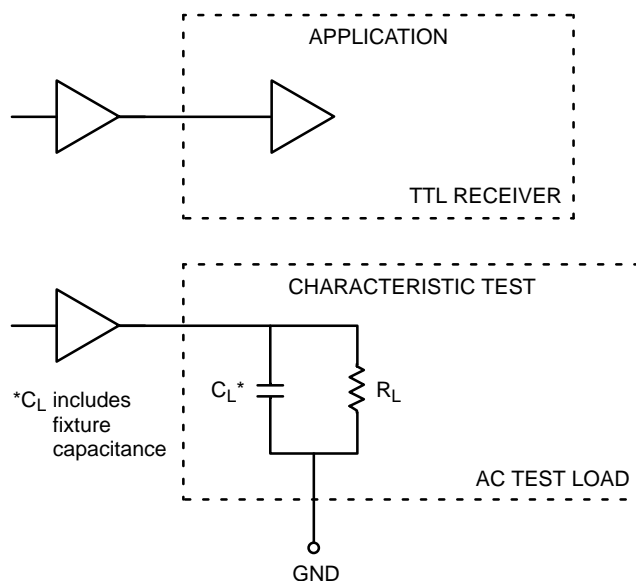 APPLICATION
TTL RECEIVER
CHARACTERISTIC TEST
*CL includes
fixture
capacitance
CL*
RL
AC TEST LOAD
GND